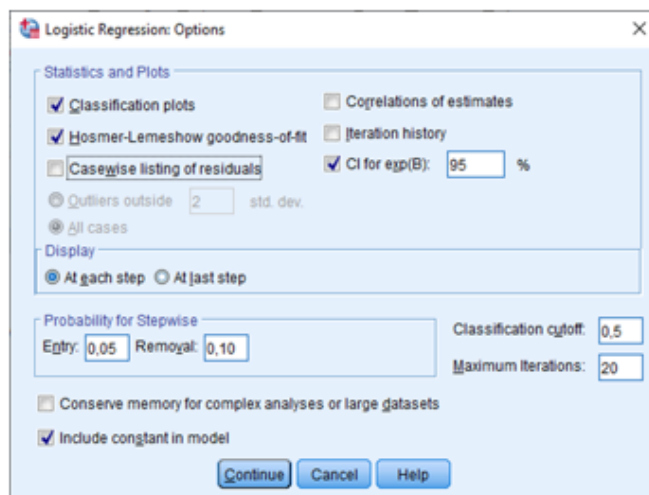 Logistic Regression: Options
Statistics and Plots
Classification plots
Correlations of estimates
Hosmer-Lemeshow goodness-of-fit
Iteration history
Casewise listing of residuals
CI for exp(B): 95 %
Outliers outside 2 std. dev.
All cases
Display
At each step At last step
Probability for Stepwise
Entry: 0,05 Removal: 0,10
Classification cutoff: 0,5
Maximum Iterations: 20
Conserve memory for complex analyses or large datasets
Include constant in model
Continue Cancel Help